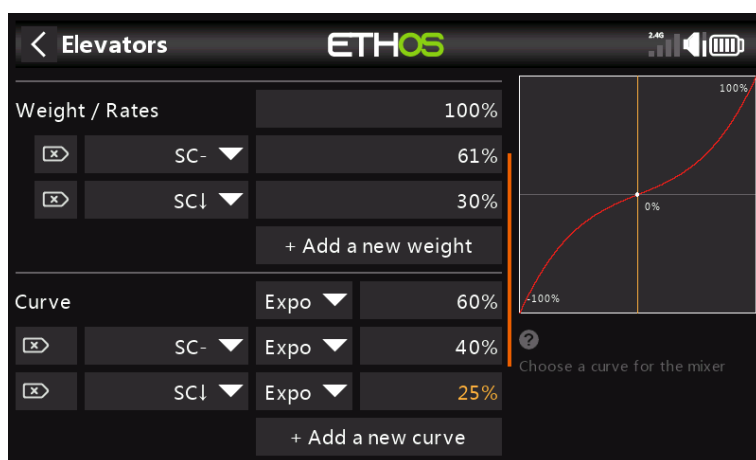 Elevators ETHOS 2.4G
Weight / Rates 100%
SC- 61%
SC↓ 30%
+ Add a new weight
Curve Expo 60%
SC- Expo 40%
SC↓ Expo 25%
+ Add a new curve
100%
0%
-100%
?
Choose a curve for the mixer